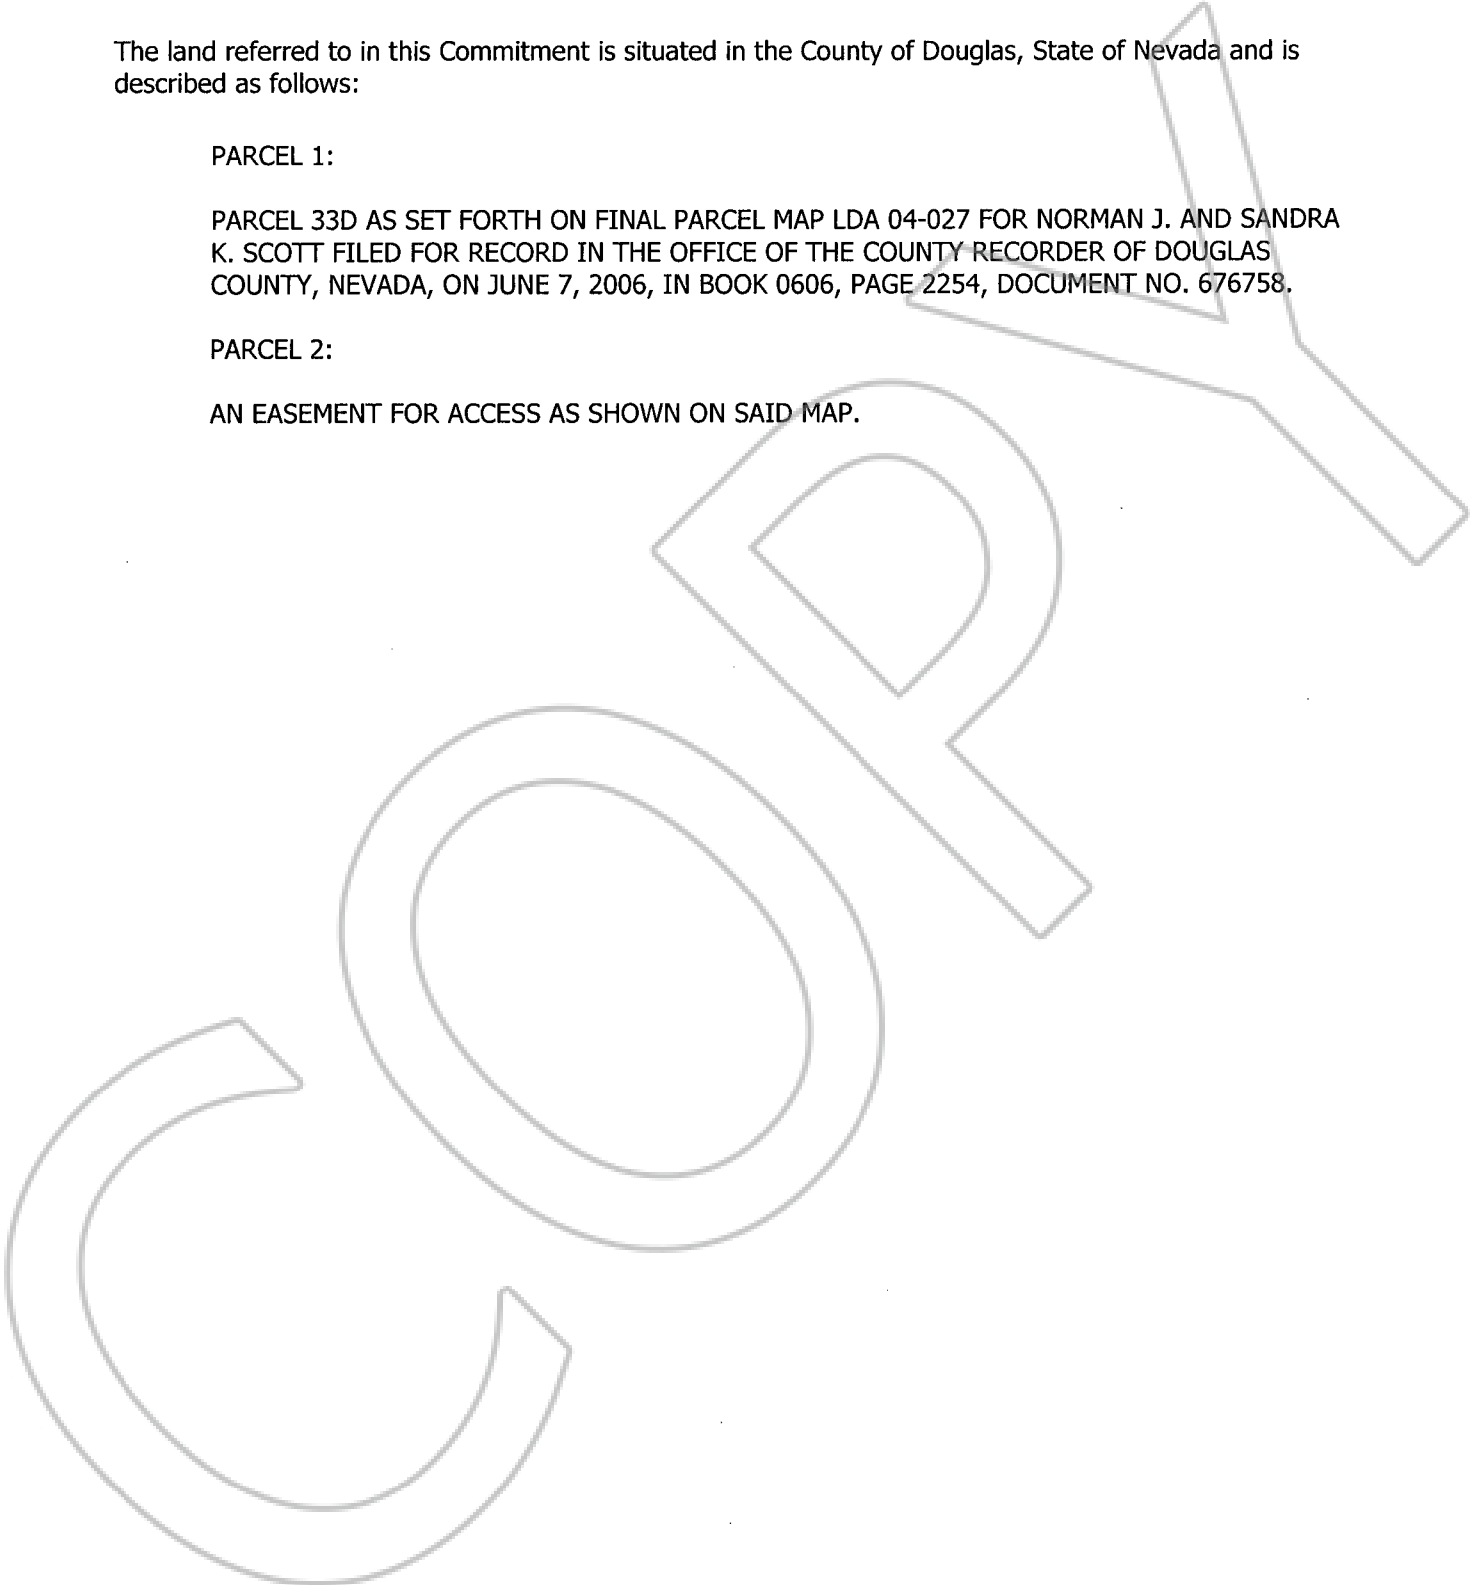 The land referred to in this Commitment is situated in the County of Douglas, State of Nevada and is
described as follows:
PARCEL 1:
PARCEL 33D AS SET FORTH ON FINAL PARCEL MAP LDA 04-027 FOR NORMAN J. AND SANDRA
K. SCOTT FILED FOR RECORD IN THE OFFICE OF THE COUNTY RECORDER OF DOUGLAS
COUNTY, NEVADA, ON JUNE 7, 2006, IN BOOK 0606, PAGE 2254, DOCUMENT NO. 676758.
PARCEL 2:
AN EASEMENT FOR ACCESS AS SHOWN ON SAID MAP.
COPY